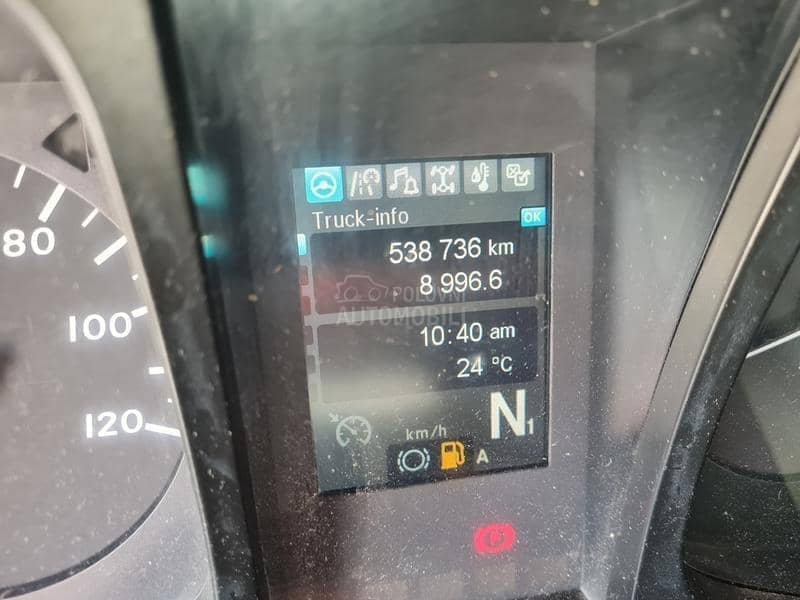 Truck-info OK
538 736 km
8 996.6
POLOVNI
AUTOMOBILI
10:40 am
24 °C
N1
km/h
A
80
100
120